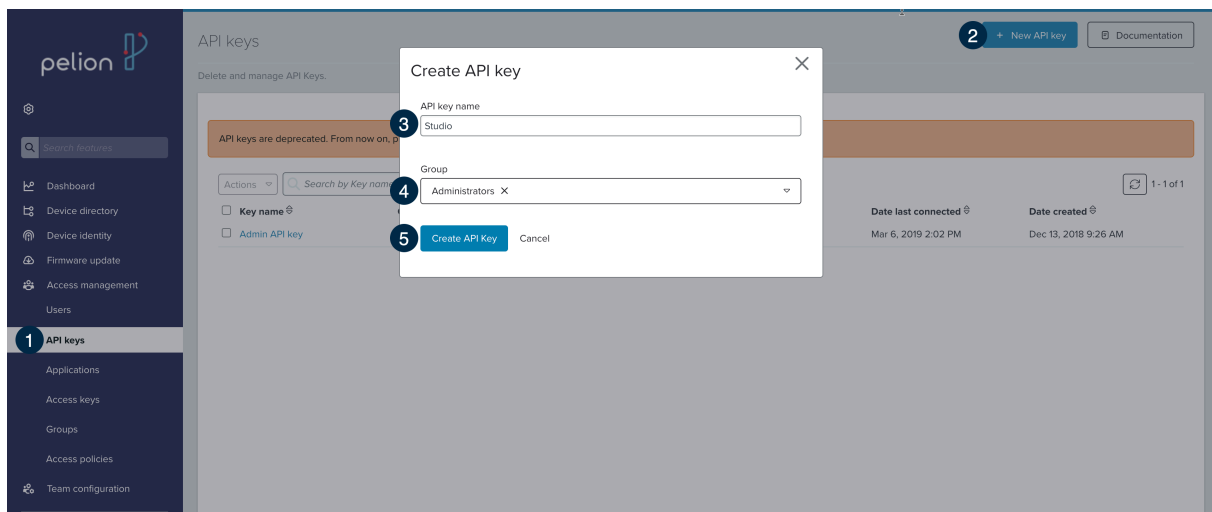 pelion
Search features
Dashboard
Device directory
Device identity
Firmware update
Access management
Users
1 API keys
Applications
Access keys
Groups
Access policies
Team configuration
API keys
2 + New API key
Documentation
Delete and manage API Keys.
API keys are deprecated. From now on, p
Actions
Search by Key name
1 - 1 of 1
Key name
Date last connected
Date created
Admin API key
Mar 6, 2019 2:02 PM
Dec 13, 2018 9:26 AM
Create API key
API key name
3 Studio
Group
4 Administrators X
5 Create API Key Cancel